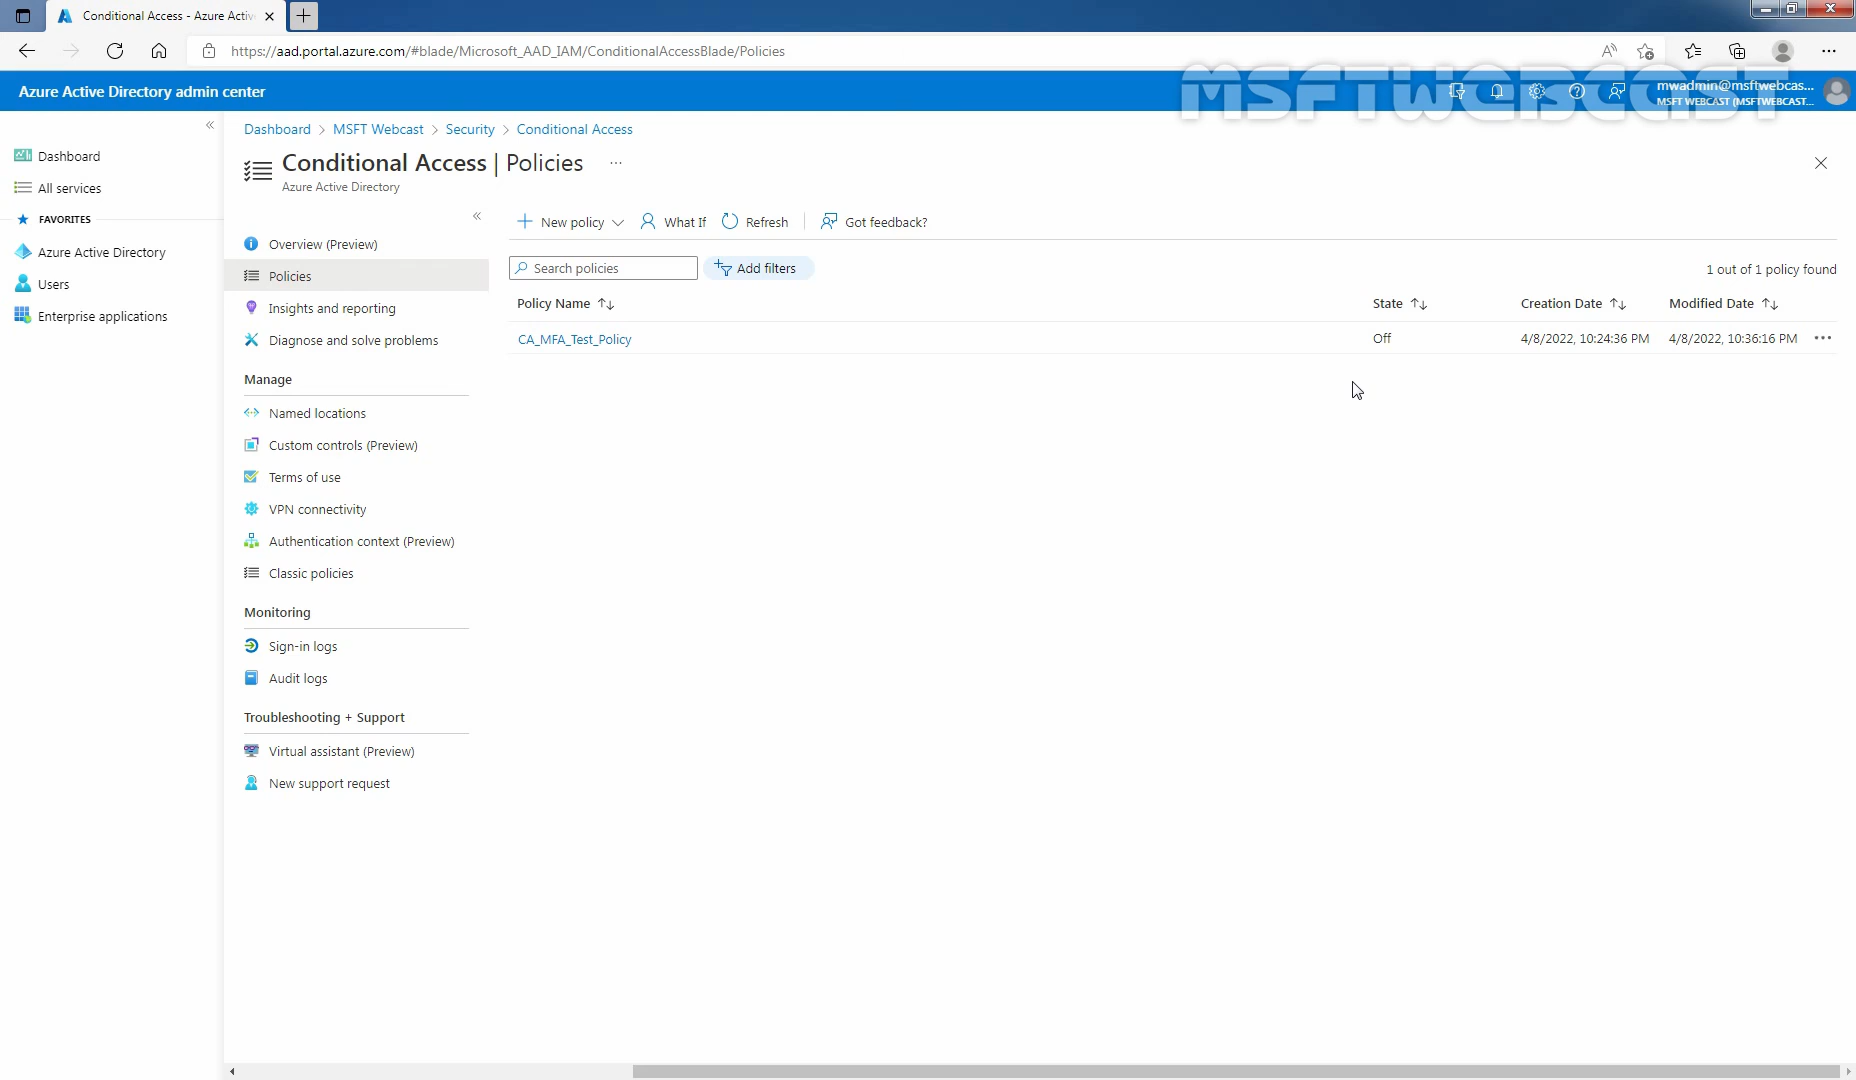 Conditional Access - Azure Activ
https://aad.portal.azure.com/#blade/Microsoft_AAD_IAM/ConditionalAccessBlade/Policies
Azure Active Directory admin center
MSFTWEBCAST
mwadmin@msftwebcas...
MSFT WEBCAST (MSFTWEBCAST....
Dashboard
All services
FAVORITES
Azure Active Directory
Users
Enterprise applications
Dashboard > MSFT Webcast > Security > Conditional Access
Conditional Access | Policies ...
Azure Active Directory
Overview (Preview)
Policies
Insights and reporting
Diagnose and solve problems
Manage
Named locations
Custom controls (Preview)
Terms of use
VPN connectivity
Authentication context (Preview)
Classic policies
Monitoring
Sign-in logs
Audit logs
Troubleshooting + Support
Virtual assistant (Preview)
New support request
New policy What If Refresh Got feedback?
Search policies Add filters 1 out of 1 policy found
Policy Name State Creation Date Modified Date
CA_MFA_Test_Policy Off 4/8/2022, 10:24:36 PM 4/8/2022, 10:36:16 PM ...